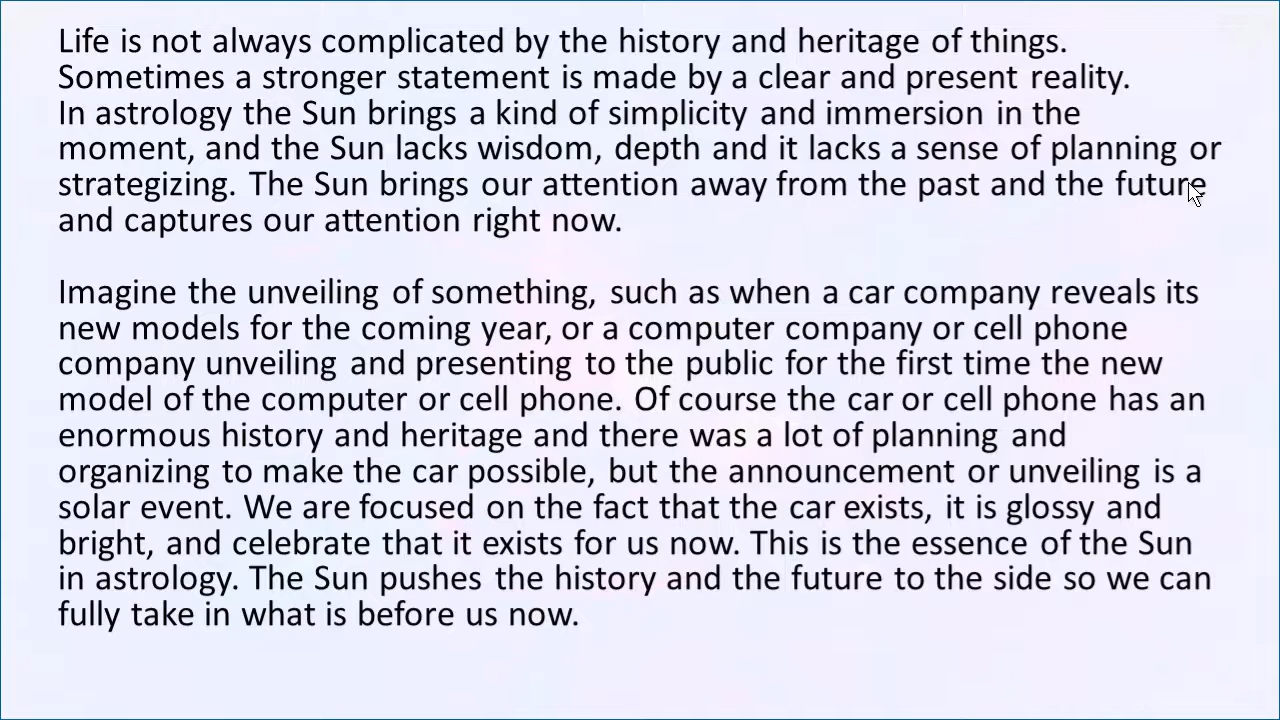 Life is not always complicated by the history and heritage of things.
Sometimes a stronger statement is made by a clear and present reality.
In astrology the Sun brings a kind of simplicity and immersion in the
moment, and the Sun lacks wisdom, depth and it lacks a sense of planning or
strategizing. The Sun brings our attention away from the past and the future
and captures our attention right now.
Imagine the unveiling of something, such as when a car company reveals its
new models for the coming year, or a computer company or cell phone
company unveiling and presenting to the public for the first time the new
model of the computer or cell phone. Of course the car or cell phone has an
enormous history and heritage and there was a lot of planning and
organizing to make the car possible, but the announcement or unveiling is a
solar event. We are focused on the fact that the car exists, it is glossy and
bright, and celebrate that it exists for us now. This is the essence of the Sun
in astrology. The Sun pushes the history and the future to the side so we can
fully take in what is before us now.